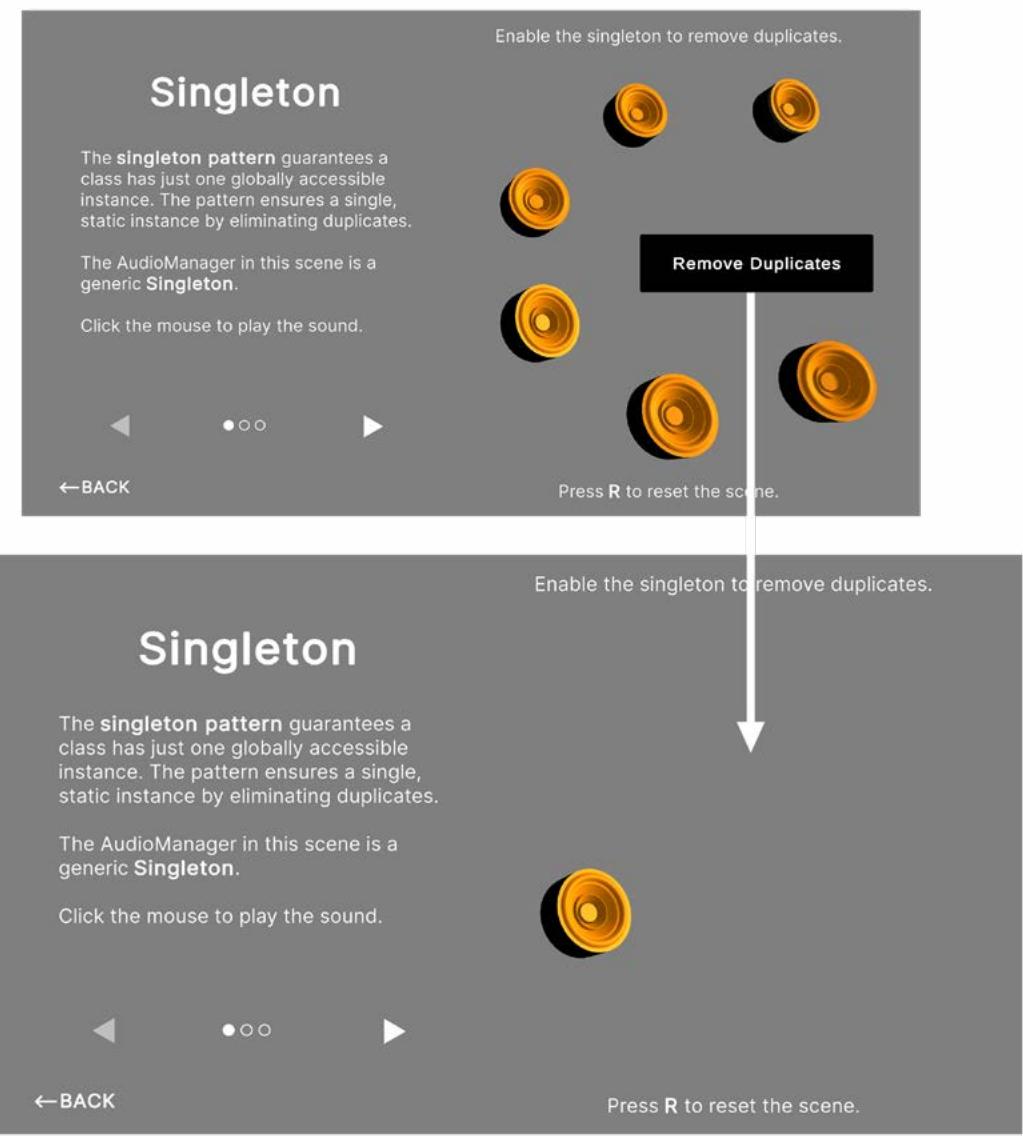 Enable the singleton to remove duplicates.
Singleton
The singleton pattern guarantees a
class has just one globally accessible
instance. The pattern ensures a single,
static instance by eliminating duplicates.
The AudioManager in this scene is a
generic Singleton.
Click the mouse to play the sound.
Remove Duplicates
←BACK
Press R to reset the scene.
Enable the singleton to remove duplicates.
Singleton
The singleton pattern guarantees a
class has just one globally accessible
instance. The pattern ensures a single,
static instance by eliminating duplicates.
The AudioManager in this scene is a
generic Singleton.
Click the mouse to play the sound.
←BACK
Press R to reset the scene.